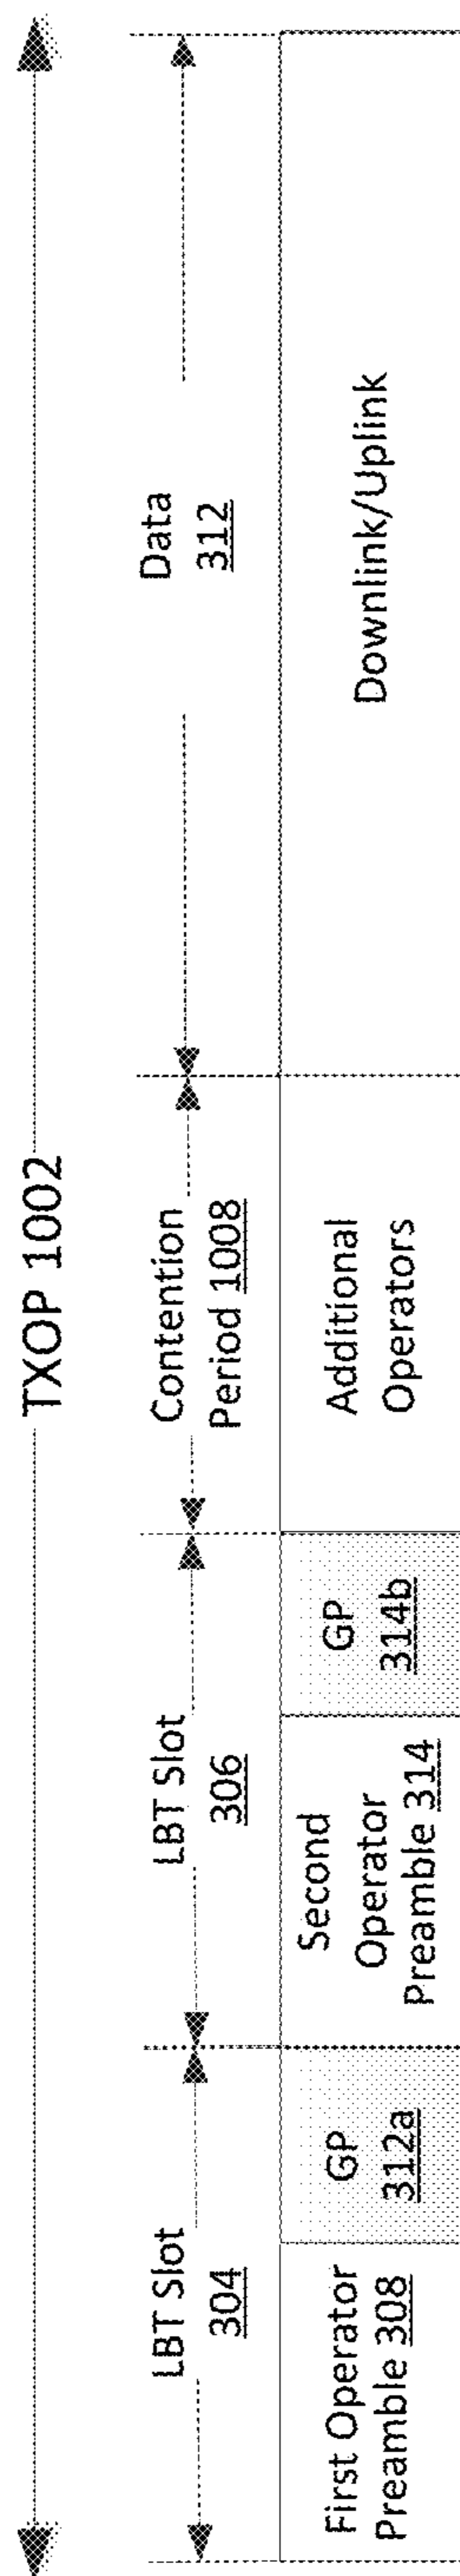 TXOP 1002
LBT Slot
304
LBT Slot
306
Contention
Period 1008
Data
312
First Operator
Preamble 308
GP
312a
Second
Operator
Preamble 314
GP
314b
Additional
Operators
Downlink/Uplink